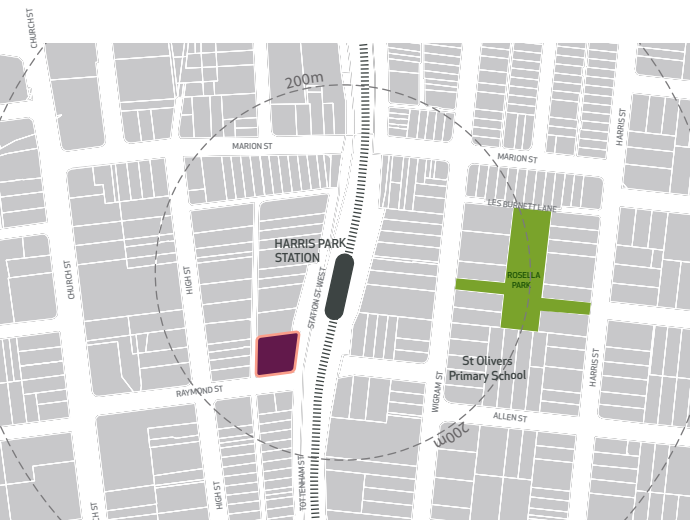 CHURCH ST
200m
MARION ST
HARRIS ST
MARION ST
LES BURNETT LANE
HARRIS PARK
STATION
CHURCH ST
HIGH ST
STATION ST WEST
ROSELLA
PARK
St Olivers
Primary School
HARRIS ST
WIGRAM ST
RAYMOND ST
ALLEN ST
200m
TOTTENHAM ST
HIGH ST
CH ST